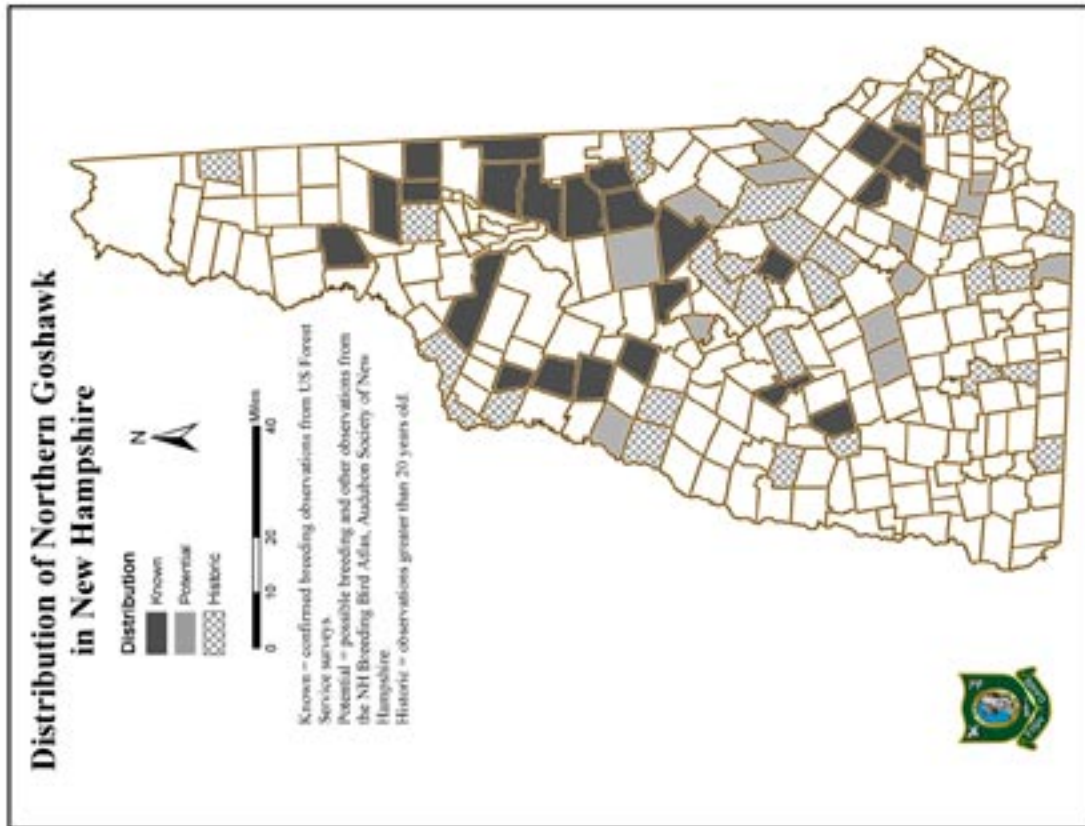 Distribution of Northern Goshawk
in New Hampshire
N
Distribution
Known
Potential
Historic
0 10 20 40
Miles
Known = confirmed breeding observations from US Forest
Service surveys.
Potential = possible breeding and other observations from
the NH Breeding Bird Atlas, Audubon Society of New
Hampshire
Historic = observations greater than 20 years old.